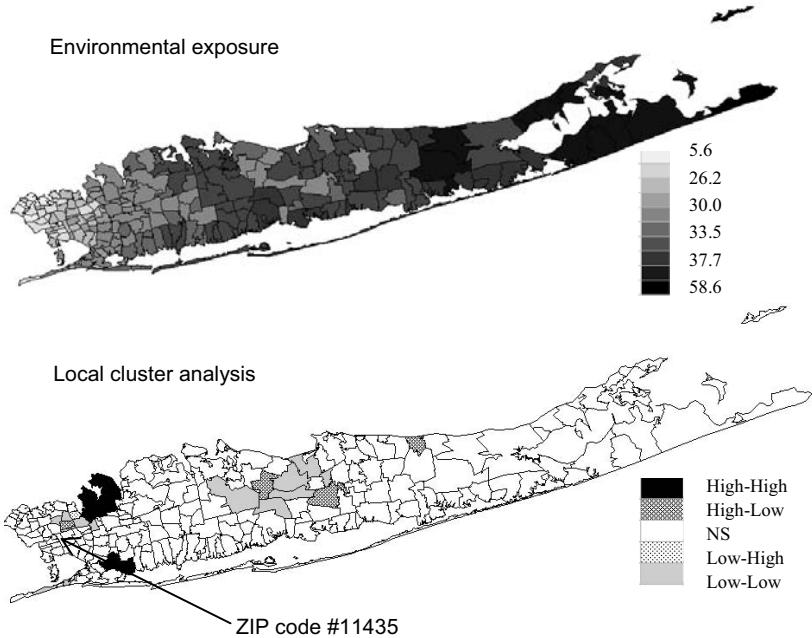 Environmental exposure
5.6
26.2
30.0
33.5
37.7
58.6
Local cluster analysis
High-High
High-Low
NS
Low-High
Low-Low
ZIP code #11435